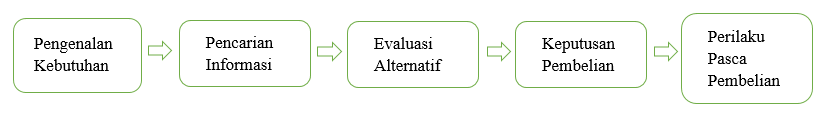 Pengenalan
Kebutuhan
Pencarian
Informasi
Evaluasi
Alternatif
Keputusan
Pembelian
Perilaku
Pasca
Pembelian